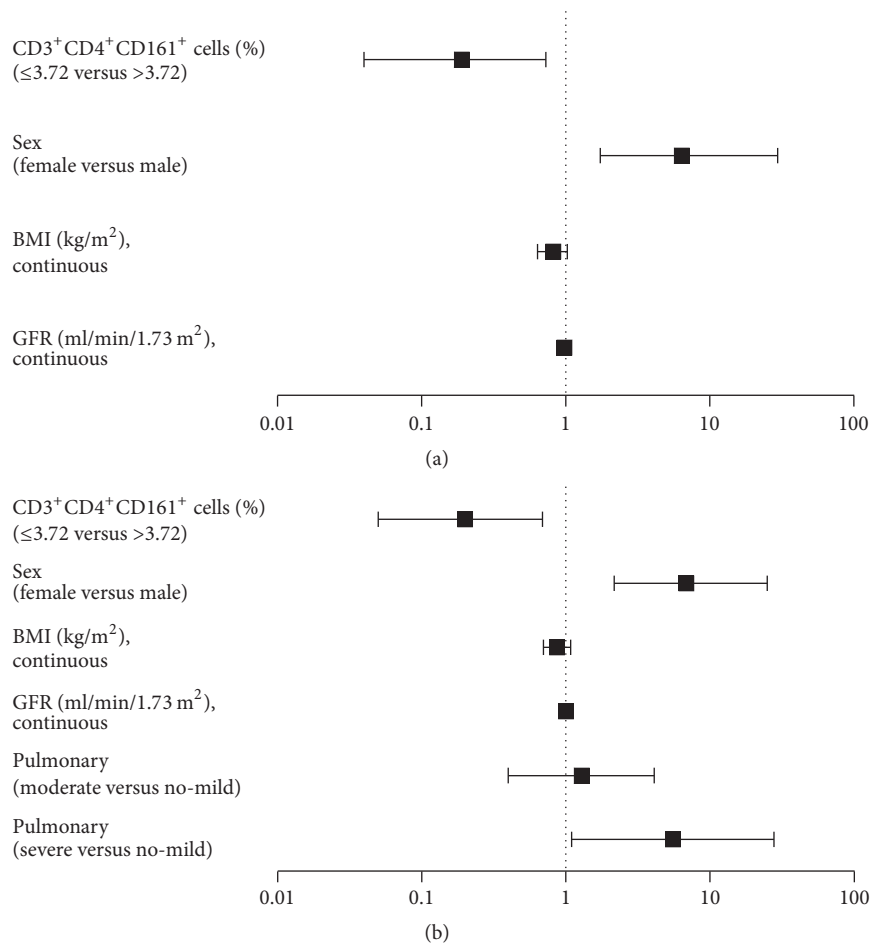 CD3⁺CD4⁺CD161⁺ cells (%)
(≤3.72 versus >3.72)
Sex
(female versus male)
BMI (kg/m²),
continuous
GFR (ml/min/1.73 m²),
continuous
0.01 0.1 1 10 100
(a)
CD3⁺CD4⁺CD161⁺ cells (%)
(≤3.72 versus >3.72)
Sex
(female versus male)
BMI (kg/m²),
continuous
GFR (ml/min/1.73 m²),
continuous
Pulmonary
(moderate versus no-mild)
Pulmonary
(severe versus no-mild)
0.01 0.1 1 10 100
(b)